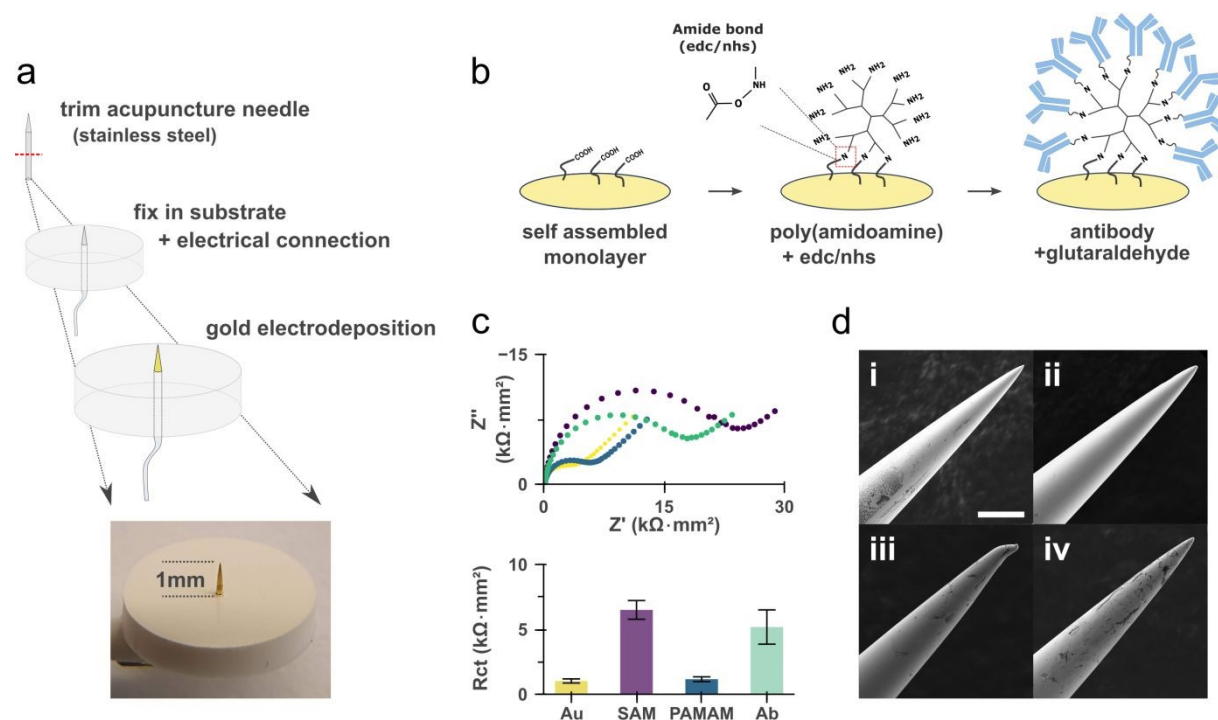 a
trim acupuncture needle
(stainless steel)
fix in substrate
+ electrical connection
gold electrodeposition
1mm
b
Amide bond
(edc/nhs)
O
O
NH
COOH
COOH
COOH
self assembled
monolayer
NH2
NH2
NH2
NH2
NH2
NH2
NH2
NH2
NH2
N
N
N
poly(amidoamine)
+ edc/nhs
N
N
N
N
N
N
N
N
N
N
N
N
antibody
+glutaraldehyde
c
−15
Z''
(kΩ·mm²)
0
0
15
30
Z' (kΩ·mm²)
10
5
0
Rct (kΩ·mm²)
Au
SAM
PAMAM
Ab
d
i
ii
iii
iv